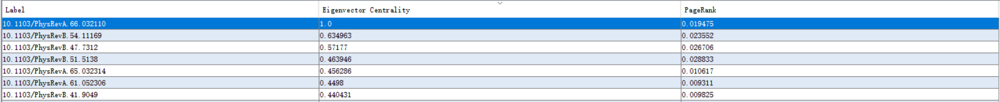 Label Eigenvector Centrality PageRank
10.1103/PhysRevA.66.032110 1.0 0.019475
10.1103/PhysRevB.54.11169 0.634963 0.023552
10.1103/PhysRevB.47.7312 0.57177 0.026706
10.1103/PhysRevB.51.5138 0.463946 0.028833
10.1103/PhysRevA.65.032314 0.456286 0.010617
10.1103/PhysRevA.61.052306 0.4498 0.009311
10.1103/PhysRevB.41.9049 0.440431 0.009825